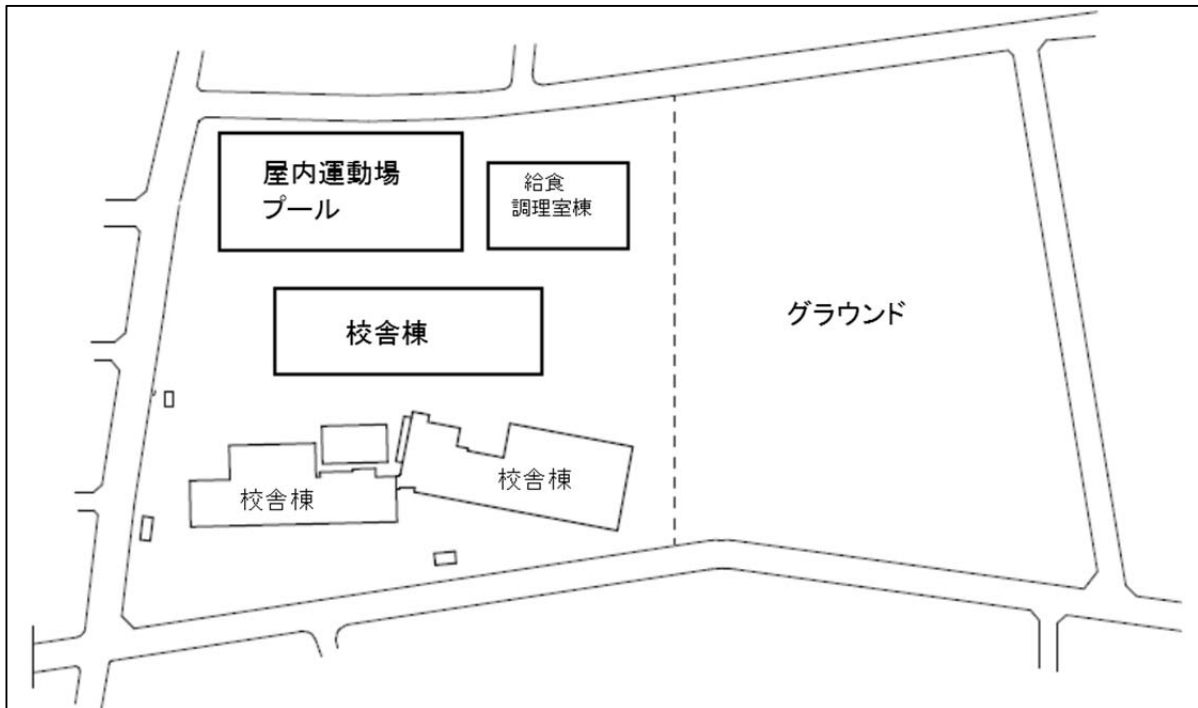 屋内運動場
プール
給食
調理室棟
グラウンド
校舎棟
校舎棟
校舎棟